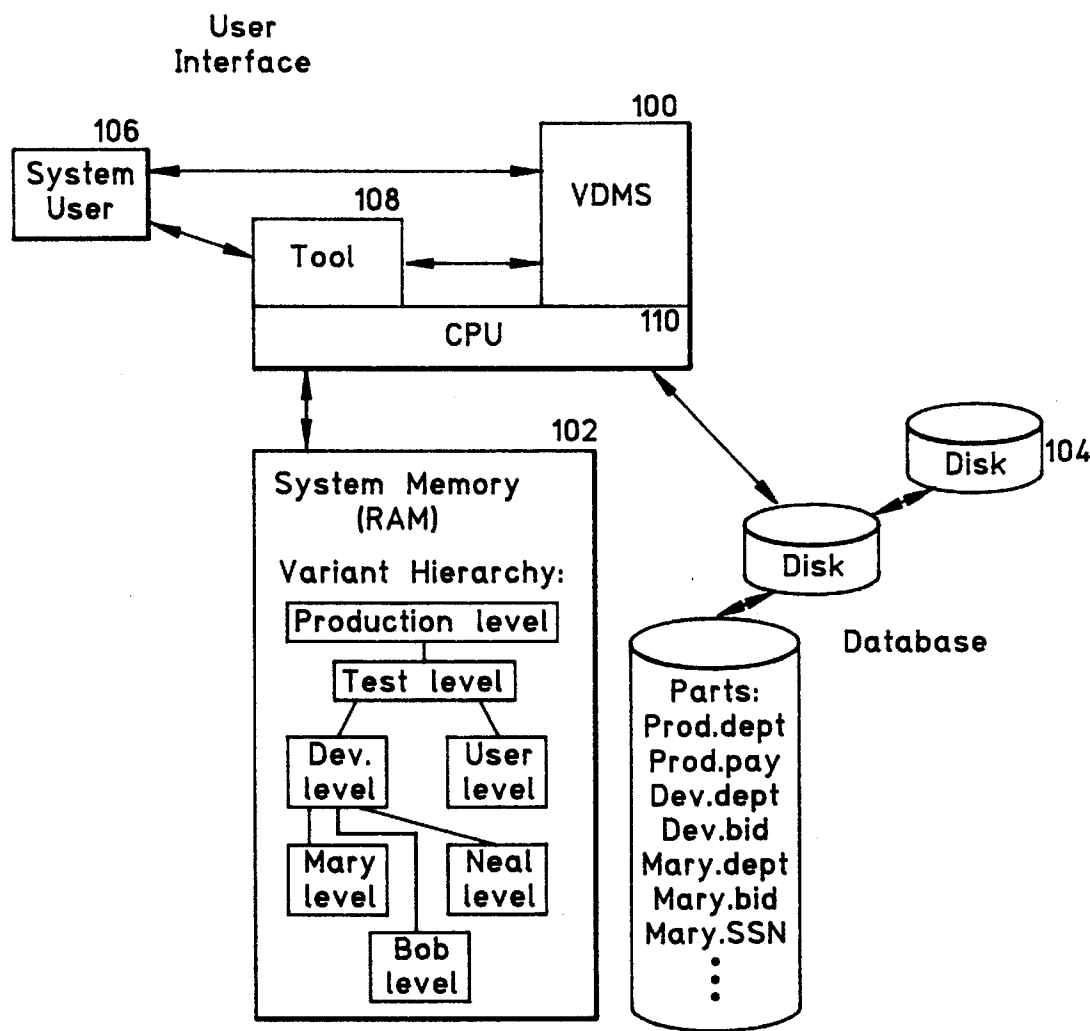 User
Interface
100
106
System
User
VDMS
108
Tool
110
CPU
102
System Memory
(RAM)
Variant Hierarchy:
Production level
Test level
Dev.
level
User
level
Mary
level
Neal
level
Bob
level
104
Disk
Disk
Database
Parts:
Prod.dept
Prod.pay
Dev.dept
Dev.bid
Mary.dept
Mary.bid
Mary.SSN